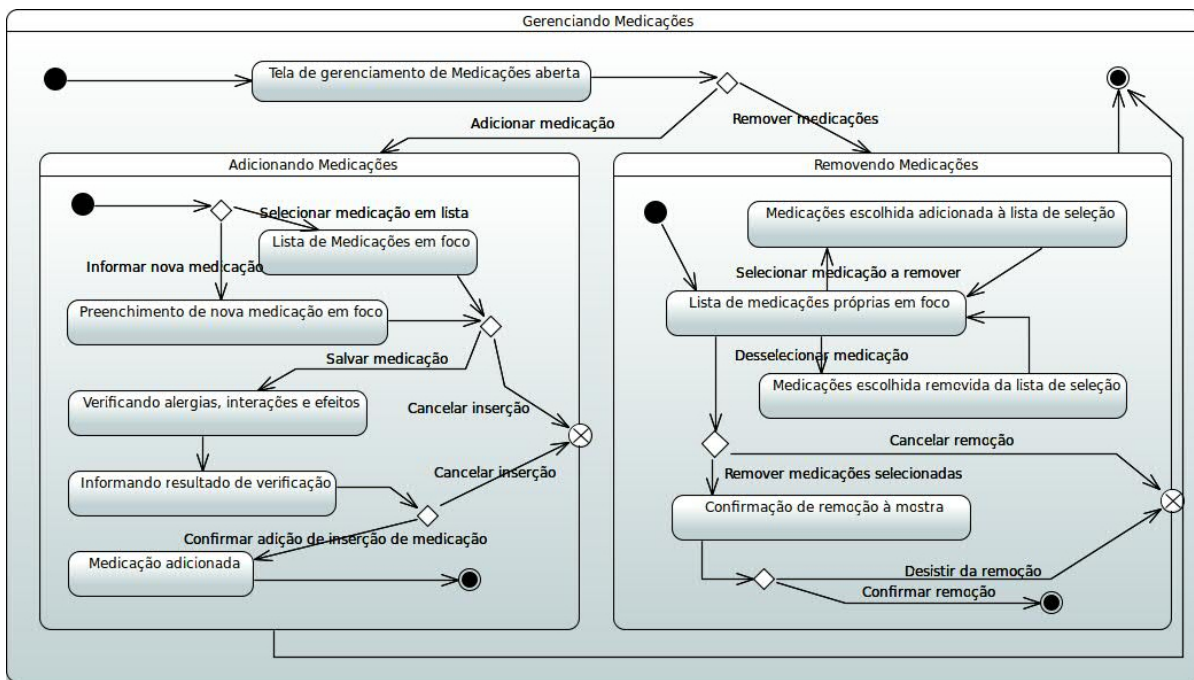 Gerenciando Medicações
Tela de gerenciamento de Medicações aberta
Adicionar medicação
Remover medicações
Adicionando Medicações
Selecionar medicação em lista
Lista de Medicações em foco
Informar nova medicação
Preenchimento de nova medicação em foco
Salvar medicação
Verificando alergias, interações e efeitos
Cancelar inserção
Cancelar inserção
Informando resultado de verificação
Confirmar adição de inserção de medicação
Medicação adicionada
Removendo Medicações
Medicações escolhida adicionada à lista de seleção
Selecionar medicação a remover
Lista de medicações próprias em foco
Desselecionar medicação
Medicações escolhida removida da lista de seleção
Cancelar remoção
Remover medicações selecionadas
Confirmação de remoção à mostra
Desistir da remoção
Confirmar remoção